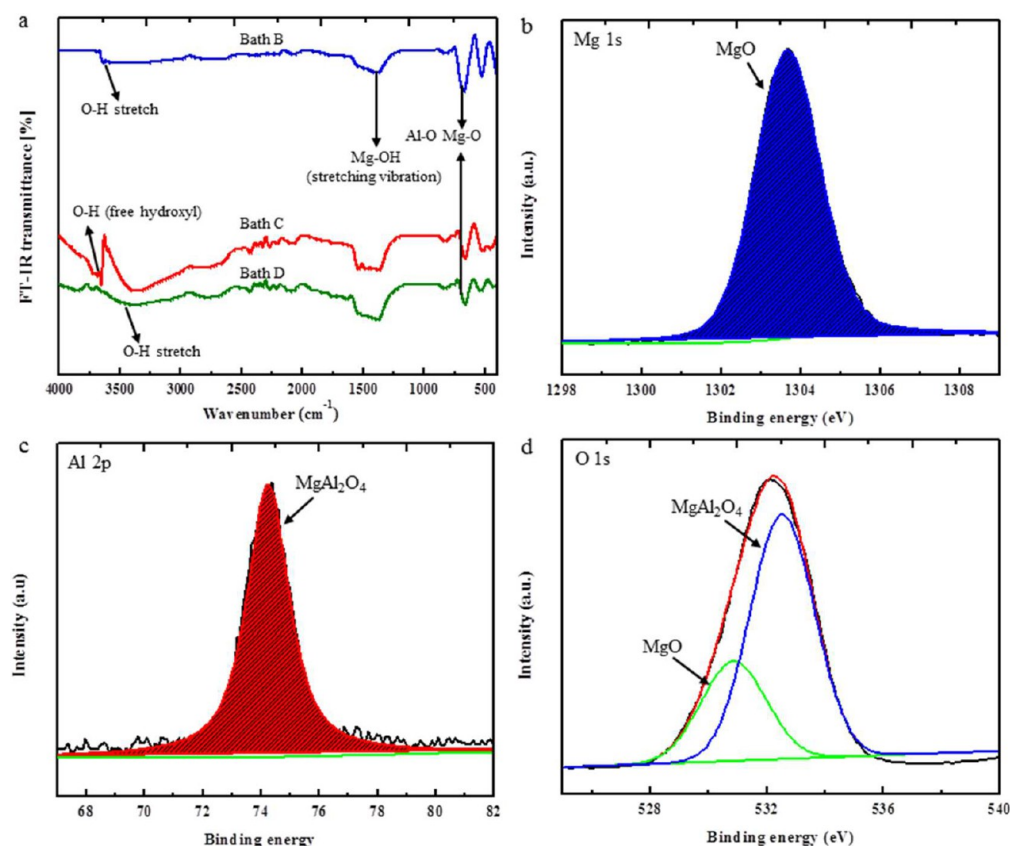 a
Bath B
O-H stretch
Al-O Mg-O
Mg-OH
(stretching vibration)
O-H (free hydroxyl)
Bath C
Bath D
O-H stretch
FT-IR transmittance [%]
4000 3500 3000 2500 2000 1500 1000 500
Wavenumber (cm⁻¹)
b
Mg 1s
MgO
Intensity (a.u.)
1298 1300 1302 1304 1306 1308
Binding energy (eV)
c
Al 2p
MgAl₂O₄
Intensity (a.u)
68 70 72 74 76 78 80 82
Binding energy
d
O 1s
MgAl₂O₄
MgO
Intensity (a.u.)
528 532 536 540
Binding energy (eV)